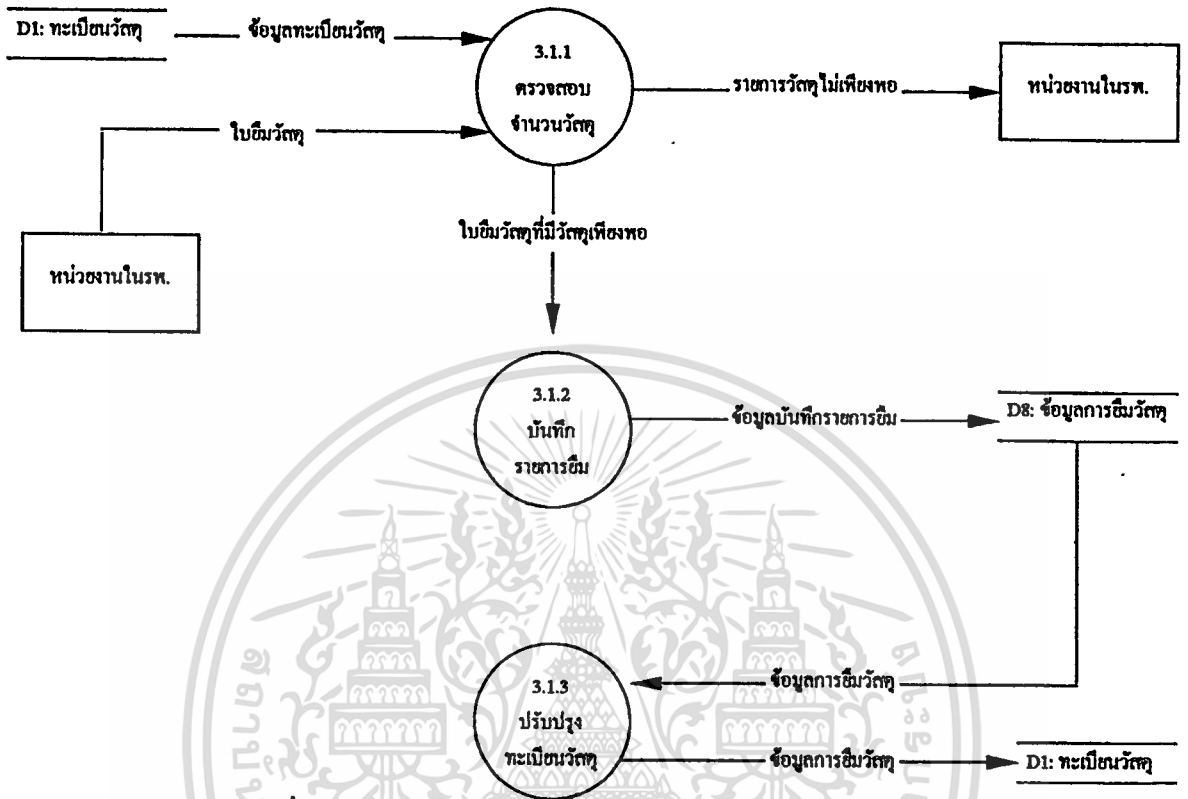 D1: ทะเบียนวัสดุ
ข้อมูลทะเบียนวัสดุ
3.1.1
ตรวจสอบ
จำนวนวัสดุ
รายการวัสดุไม่เพียงพอ
หน่วยงานในรพ.
ใบยืมวัสดุ
ใบยืมวัสดุที่มีวัสดุเพียงพอ
หน่วยงานในรพ.
3.1.2
บันทึก
รายการยืม
ข้อมูลบันทึกรายการยืม
D8: ข้อมูลการยืมวัสดุ
3.1.3
ปรับปรุง
ทะเบียนวัสดุ
ข้อมูลการยืมวัสดุ
ข้อมูลการยืมวัสดุ
D1: ทะเบียนวัสดุ